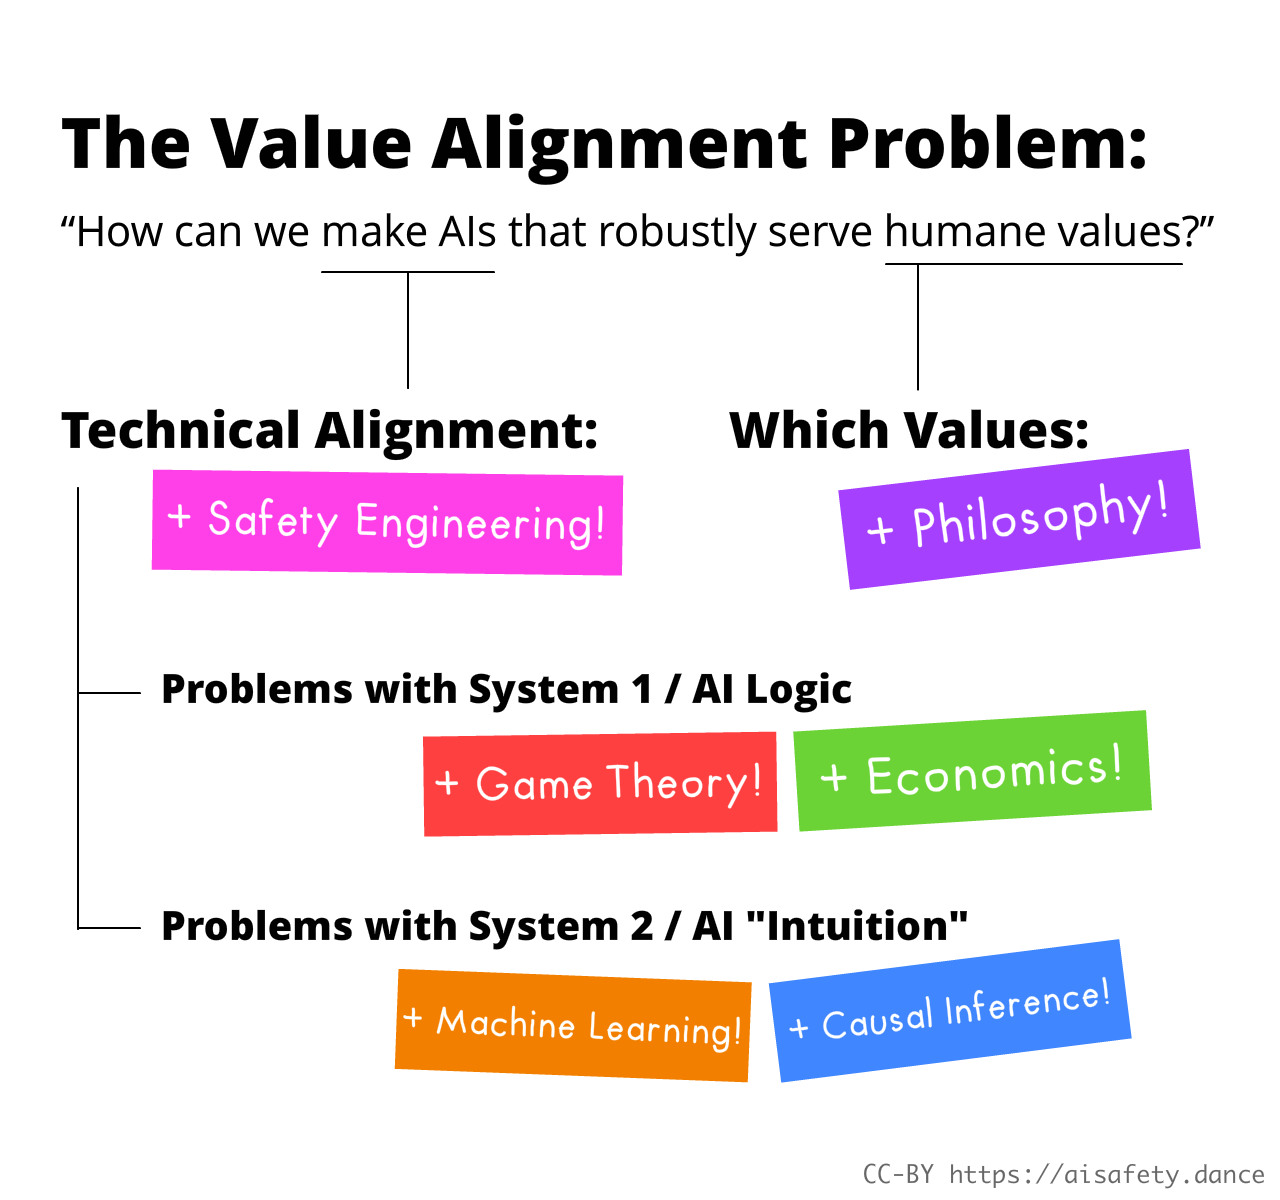 The Value Alignment Problem:
“How can we make AIs that robustly serve humane values?”
Technical Alignment:
+ Safety Engineering!
Which Values:
+ Philosophy!
Problems with System 1 / AI Logic
+ Game Theory!
+ Economics!
Problems with System 2 / AI "Intuition"
+ Machine Learning!
+ Causal Inference!
CC-BY https://aisafety.dance